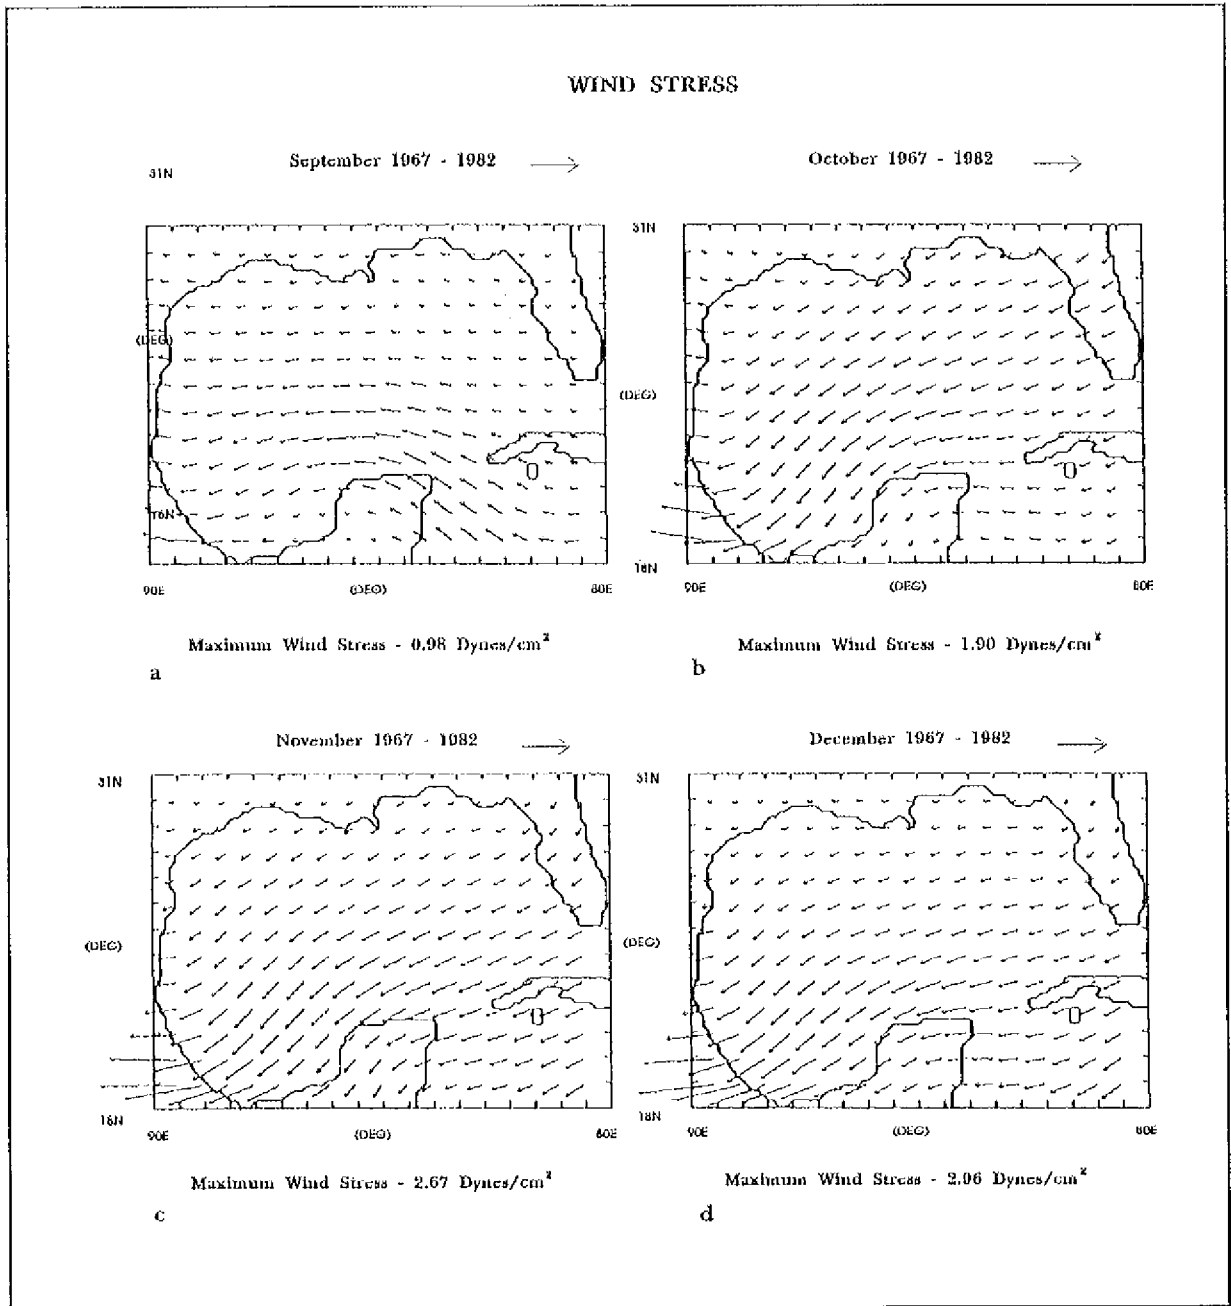 WIND STRESS
September 1967 - 1982
31N
(DEG)
16N
90E
(DEG)
80E
Maximum Wind Stress - 0.98 Dynes/cm²
a
October 1967 - 1982
31N
(DEG)
18N
90E
(DEG)
80E
Maximum Wind Stress - 1.90 Dynes/cm²
b
November 1967 - 1982
31N
(DEG)
18N
90E
(DEG)
80E
Maximum Wind Stress - 2.67 Dynes/cm²
c
December 1967 - 1982
31N
(DEG)
18N
90E
(DEG)
80E
Maximum Wind Stress - 2.06 Dynes/cm²
d